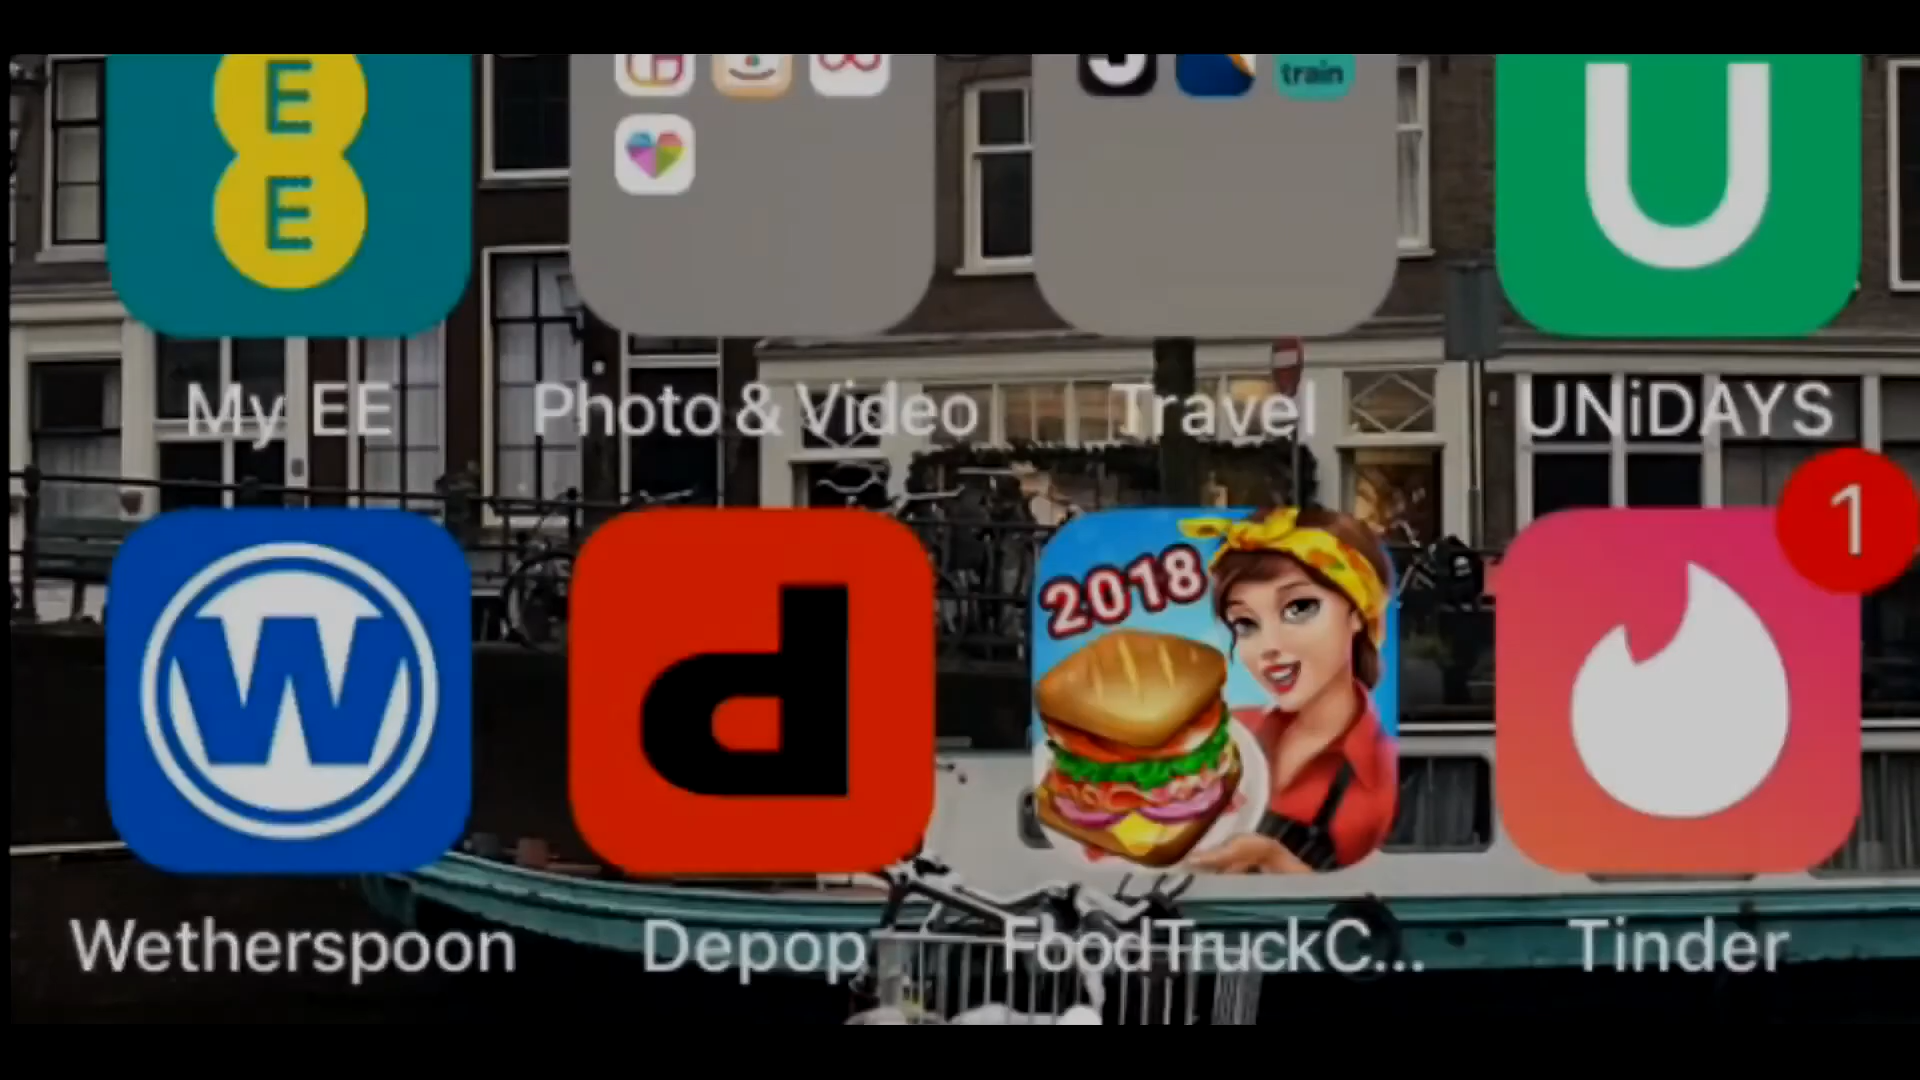 E
E
train
U
My EE
Photo & Video
Travel
UNiDAYS
1
2018
W
d
Wetherspoon
Depop
FoodTruckC...
Tinder